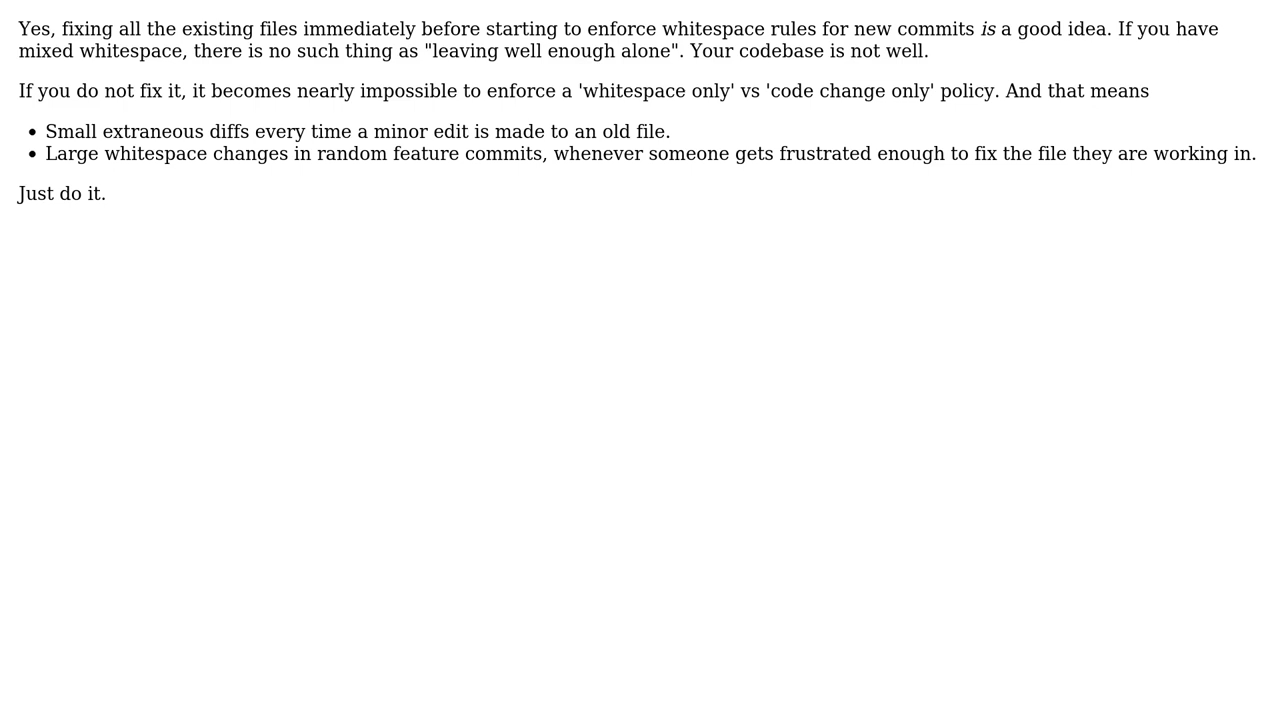 Yes, fixing all the existing files immediately before starting to enforce whitespace rules for new commits is a good idea. If you have
mixed whitespace, there is no such thing as "leaving well enough alone". Your codebase is not well.
If you do not fix it, it becomes nearly impossible to enforce a 'whitespace only' vs 'code change only' policy. And that means
• Small extraneous diffs every time a minor edit is made to an old file.
• Large whitespace changes in random feature commits, whenever someone gets frustrated enough to fix the file they are working in.
Just do it.